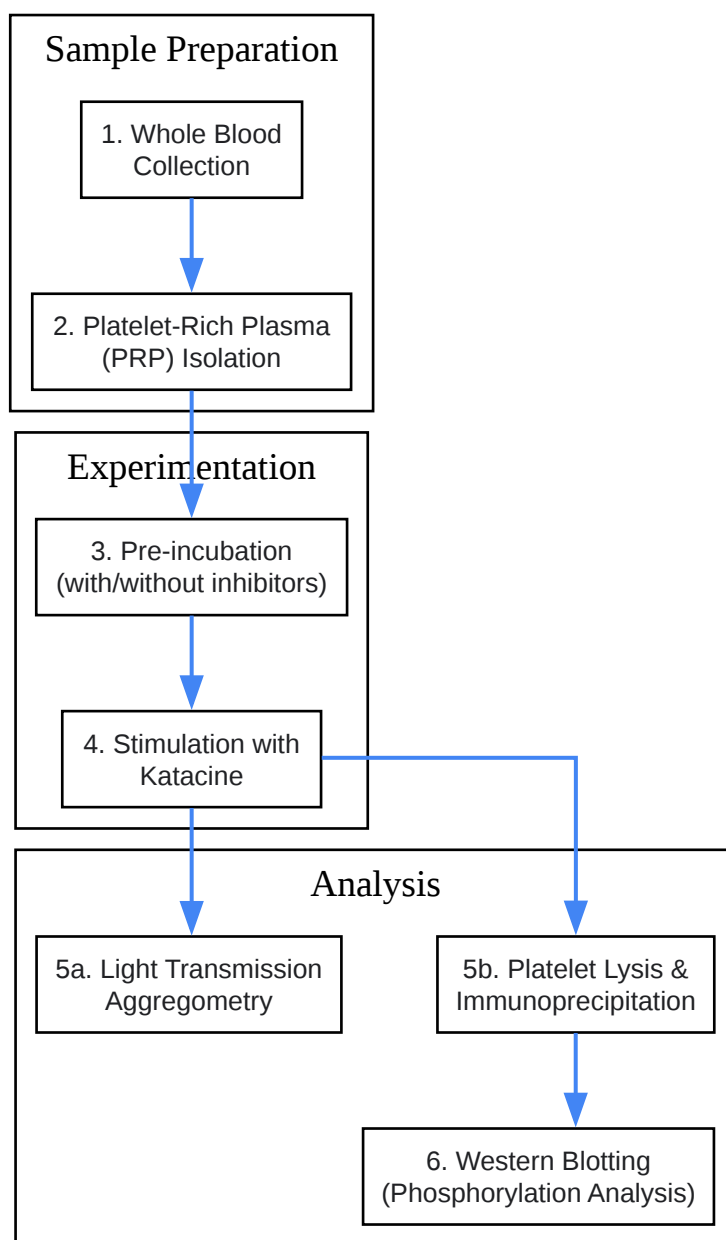 Sample Preparation
1. Whole Blood
Collection
2. Platelet-Rich Plasma
(PRP) Isolation
Experimentation
3. Pre-incubation
(with/without inhibitors)
4. Stimulation with
Katacine
Analysis
5a. Light Transmission
Aggregometry
5b. Platelet Lysis &
Immunoprecipitation
6. Western Blotting
(Phosphorylation Analysis)